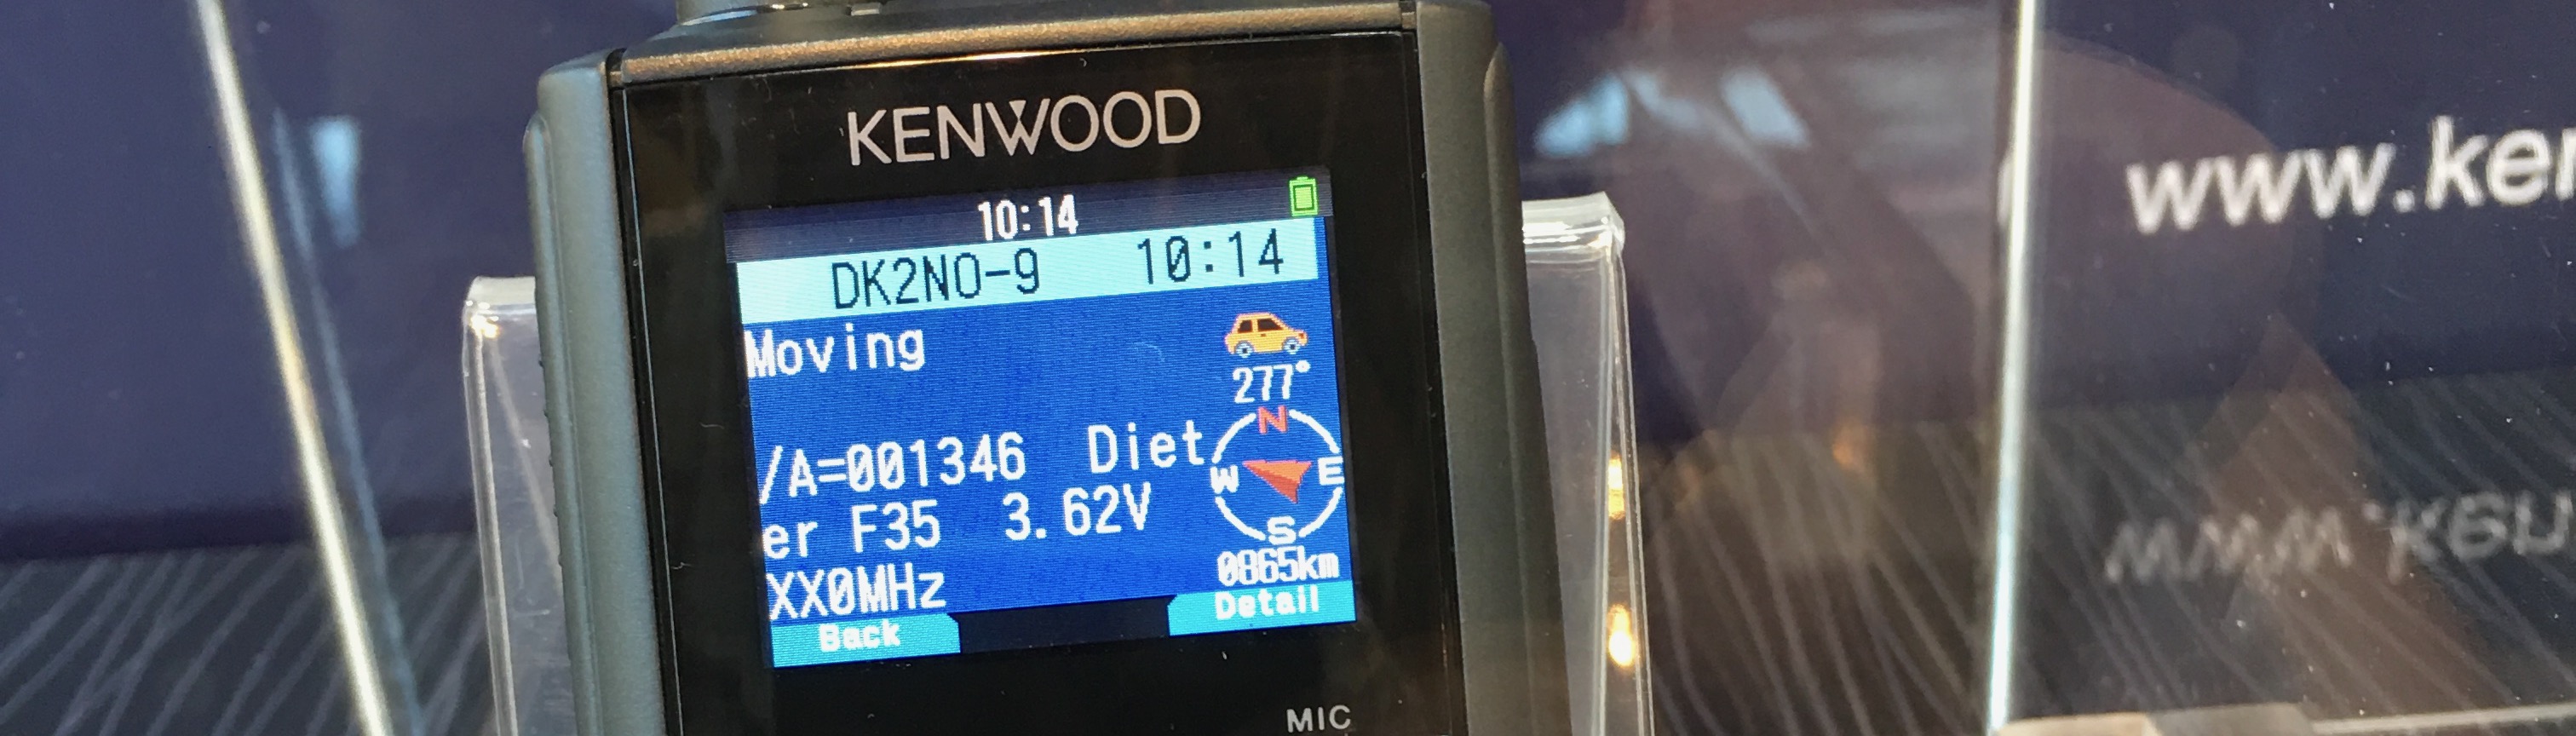 KENWOOD
10:14
DK2NO-9 10:14
Moving
277°
N
/A=001346 Diet
W E
er F35 3.62V
S
0865km
XX0MHz
Back Detail
MIC
www.ken